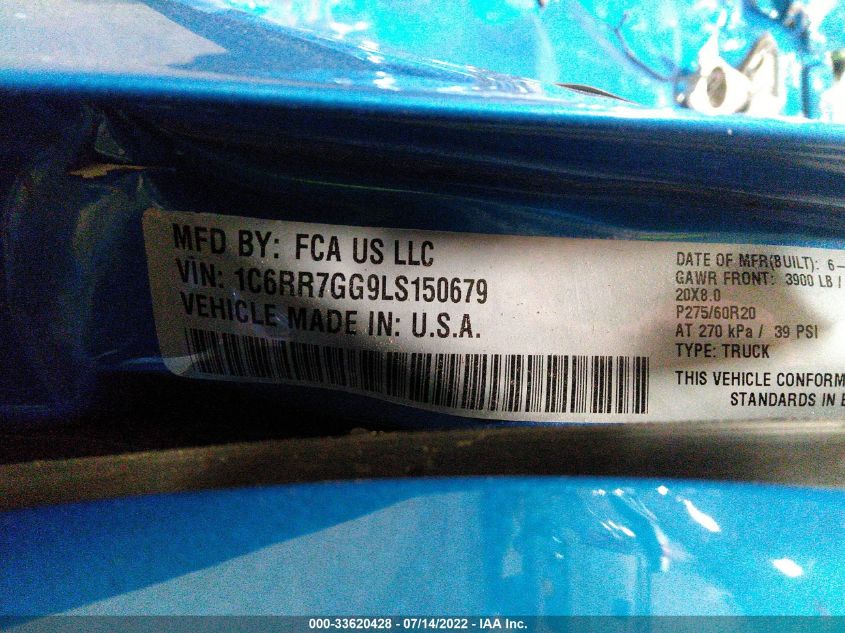 MFD BY: FCA US LLC
VIN: 1C6RR7GG9LS150679
VEHICLE MADE IN: U.S.A.
DATE OF MFR(BUILT): 6-
GAWR FRONT: 3900 LB /
20X8.0
P275/60R20
AT 270 kPa / 39 PSI
TYPE: TRUCK
THIS VEHICLE CONFORM
STANDARDS IN E
000-33620428 - 07/14/2022 - IAA Inc.